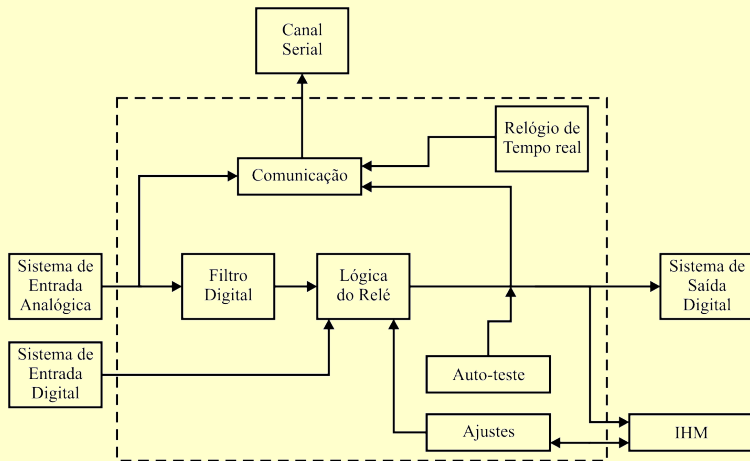 Canal
Serial
Relógio de
Tempo real
Comunicação
Sistema de
Entrada
Analógica
Filtro
Digital
Lógica
do Relé
Sistema de
Saída
Digital
Sistema de
Entrada
Digital
Auto-teste
Ajustes
IHM